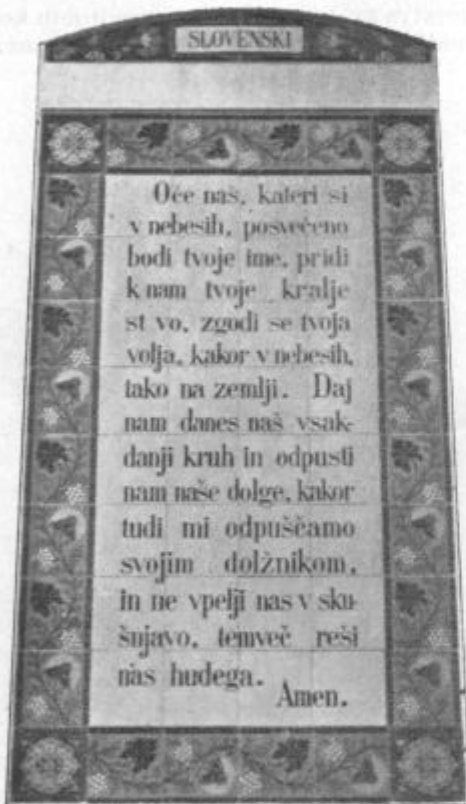 SLOVENSKI
Oče naš, kateri si
v nebesih, posvečeno
bodi tvoje ime, pridi
k nam tvoje kralje
st vo, zgodi se tvoja
volja, kakor v nebesih,
tako na zemlji. Daj
nam danes naš vsak-
danji kruh in odpusti
nam naše dolge, kakor
tudi mi odpuščamo
svojim dolžnikom,
in ne vpelji nas v sku-
šnjavo, temveč reši
nas hudega.
Amen.